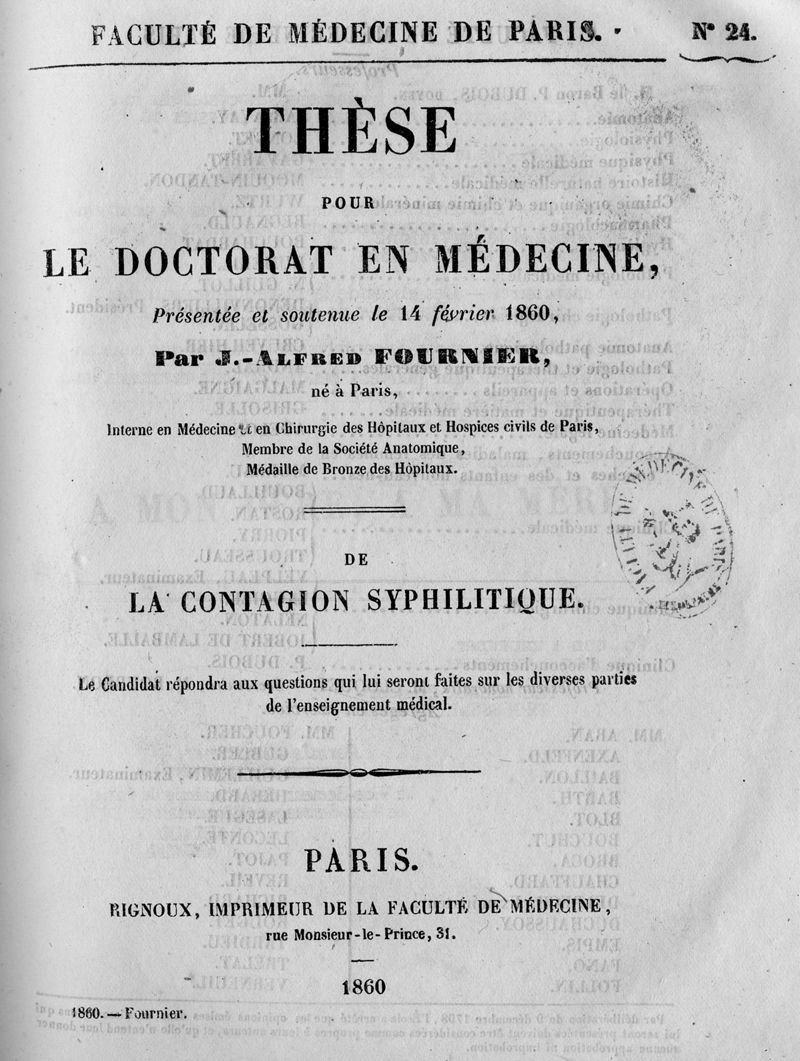 FACULTÉ DE MÉDECINE DE PARIS. N° 24.
THÈSE
POUR
LE DOCTORAT EN MÉDECINE,
Présentée et soutenue le 14 février 1860,
Par J.-ALFRED FOURNIER,
né à Paris,
Interne en Médecine et en Chirurgie des Hôpitaux et Hospices civils de Paris,
Membre de la Société Anatomique,
Médaille de Bronze des Hôpitaux.
DE
LA CONTAGION SYPHILITIQUE.
Le Candidat répondra aux questions qui lui seront faites sur les diverses parties
de l'enseignement médical.
PARIS.
RIGNOUX, IMPRIMEUR DE LA FACULTÉ DE MÉDECINE,
rue Monsieur-le-Prince, 31.
1860
1860. — Fournier.